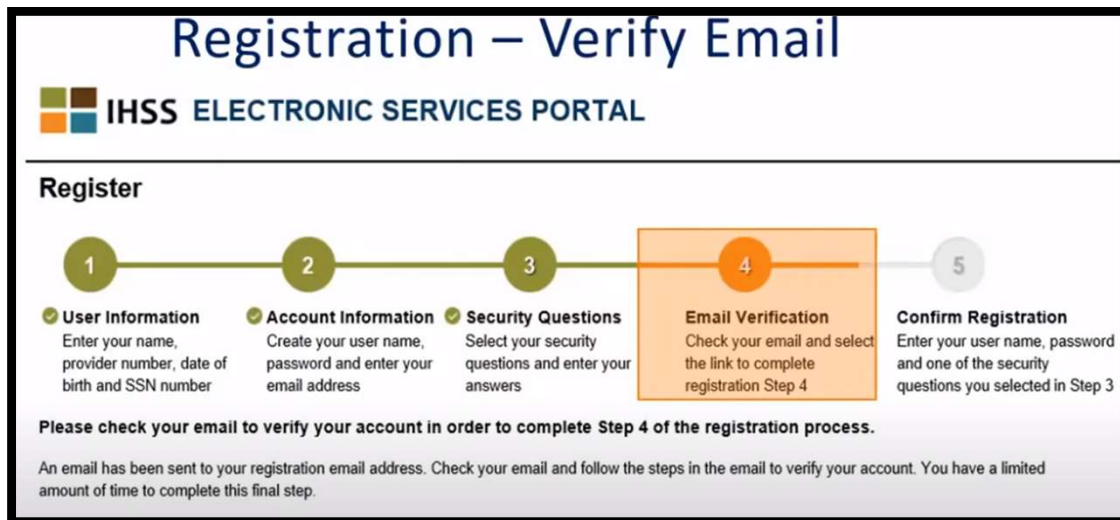 Registration – Verify Email
IHSS ELECTRONIC SERVICES PORTAL
Register
1
2
3
4
5
User Information
Enter your name,
provider number, date of
birth and SSN number
Account Information
Create your user name,
password and enter your
email address
Security Questions
Select your security
questions and enter your
answers
Email Verification
Check your email and select
the link to complete
registration Step 4
Confirm Registration
Enter your user name, password
and one of the security
questions you selected in Step 3
Please check your email to verify your account in order to complete Step 4 of the registration process.
An email has been sent to your registration email address. Check your email and follow the steps in the email to verify your account. You have a limited
amount of time to complete this final step.